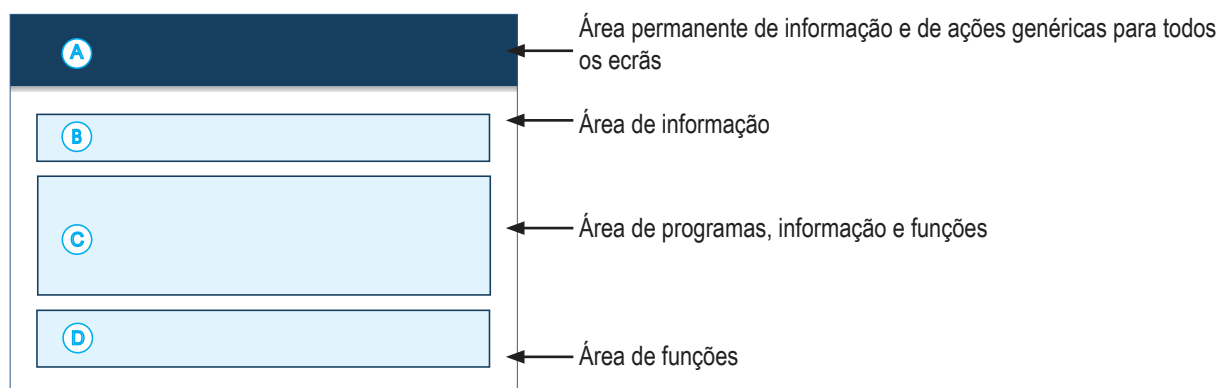 Área permanente de informação e de ações genéricas para todos
os ecrãs
A
Área de informação
B
Área de programas, informação e funções
C
D
Área de funções